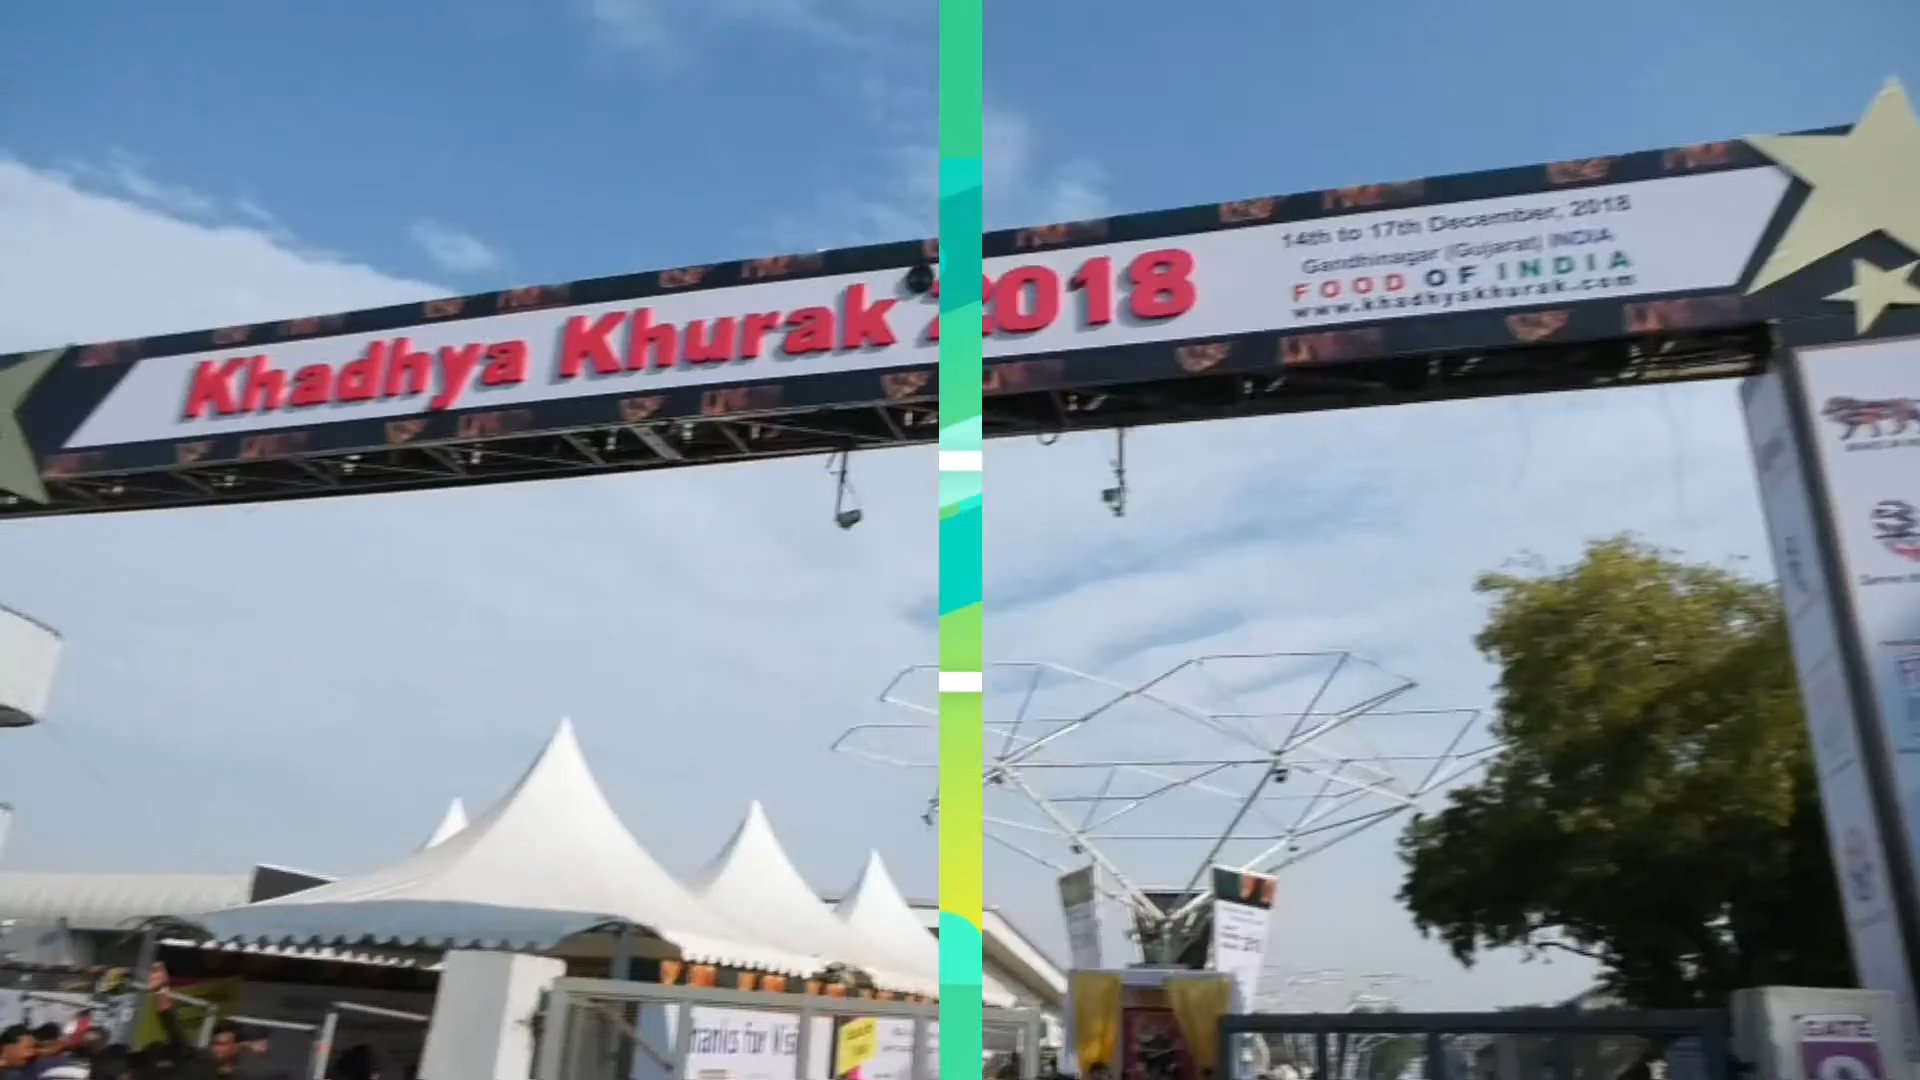 Khadhya Khurak 2018
14th to 17th December, 2018
Gandhinagar (Gujarat) INDIA
FOOD OF INDIA
www.khadhyakhurak.com
GATE